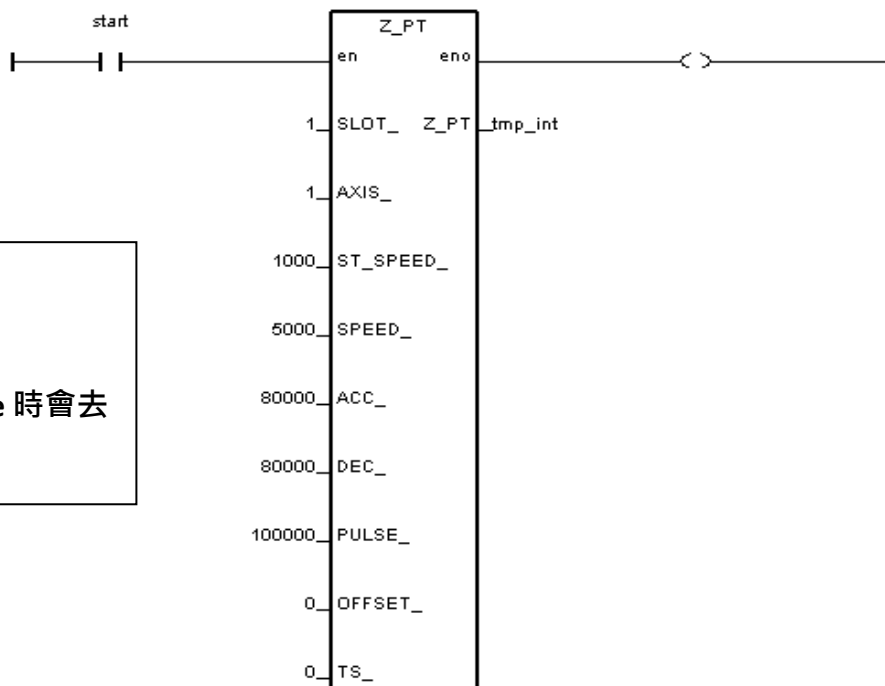 start
Z_PT
en eno
1 SLOT_ Z_PT tmp_int
1 AXIS_
1000 ST_SPEED_
5000 SPEED_
時會去
80000 ACC_
80000 DEC_
100000 PULSE_
0 OFFSET_
0 TS_